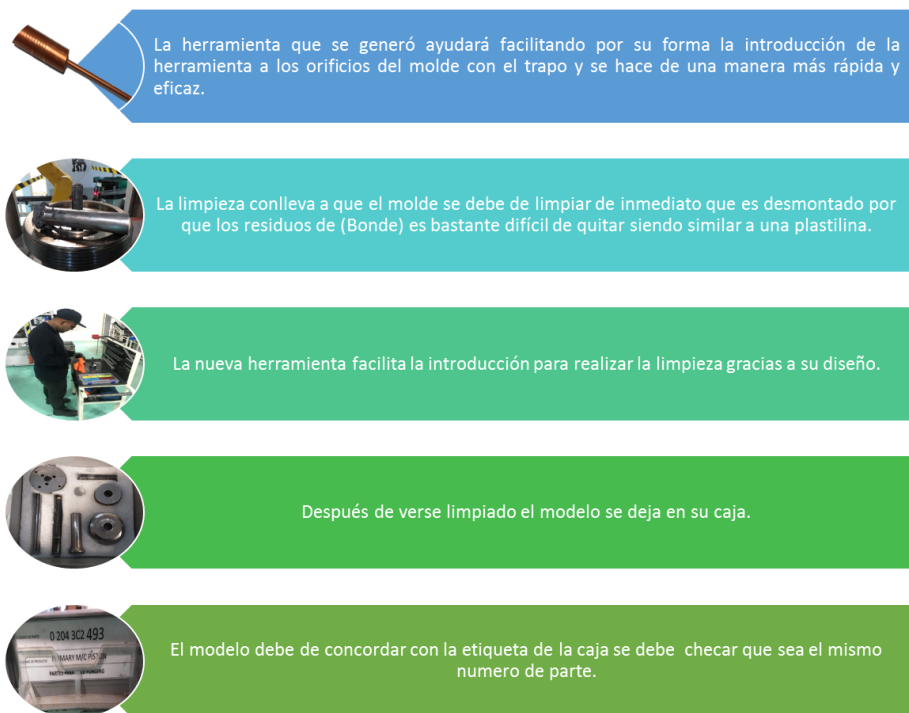 La herramienta que se generó ayudará facilitando por su forma la introducción de la
herramienta a los orificios del molde con el trapo y se hace de una manera más rápida y
eficaz.
La limpieza conlleva a que el molde se debe de limpiar de inmediato que es desmontado por
que los residuos de (Bonde) es bastante difícil de quitar siendo similar a una plastilina.
La nueva herramienta facilita la introducción para realizar la limpieza gracias a su diseño.
Después de verse limpiado el modelo se deja en su caja.
0 204 3C2 493
PRIMARY M/C PISTON
El modelo debe de concordar con la etiqueta de la caja se debe checar que sea el mismo
numero de parte.